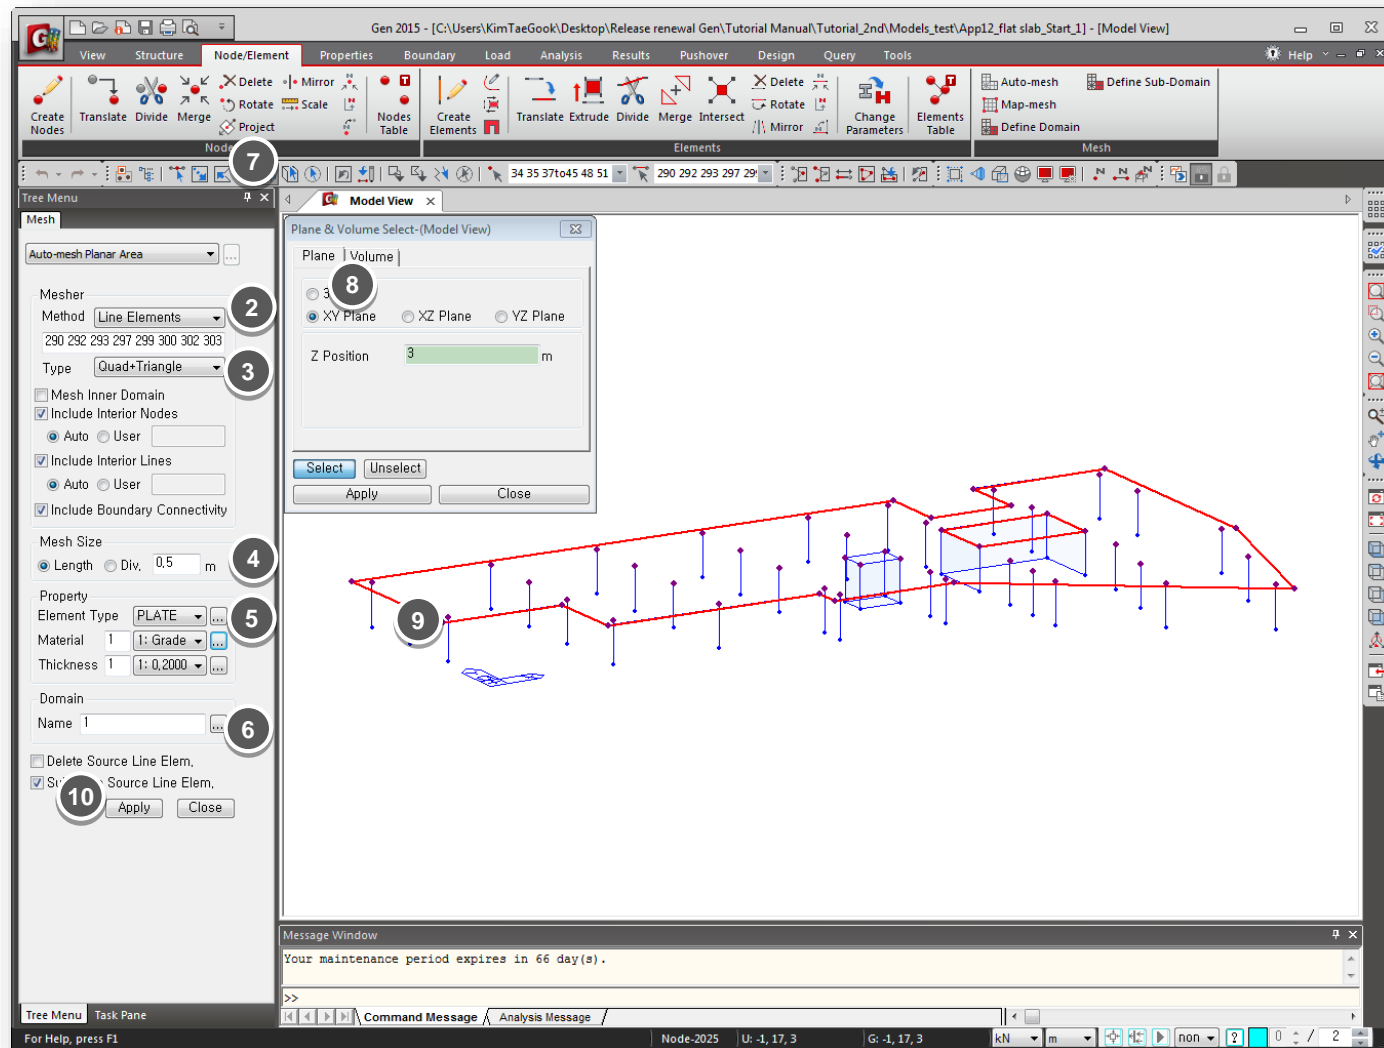 Gen 2015 - [C:\Users\KimTaeGook\Desktop\Release renewal Gen\Tutorial Manual\Tutorial_2nd\Models_test\App12_flat slab_Start_1] - [Model View]
View Structure Node/Element Properties Boundary Load Analysis Results Pushover Design Query Tools Help
Create Nodes
Translate
Divide
Merge
Delete
Rotate
Project
Mirror
Scale
Nodes Table
Create Elements
Translate
Extrude
Divide
Merge
Intersect
Delete
Rotate
Mirror
Change Parameters
Elements Table
Auto-mesh
Map-mesh
Define Domain
Define Sub-Domain
Elements
Mesh
7
34 35 37to45 48 51
290 292 293 297 29
Tree Menu
Mesh
Auto-mesh Planar Area
Mesher
2
Method Line Elements
290 292 293 297 299 300 302 303
Type Quad+Triangle
3
Mesh Inner Domain
Include Interior Nodes
Auto User
Include Interior Lines
Auto User
Include Boundary Connectivity
Mesh Size
Length Div. 0.5 m
4
Property
Element Type PLATE
5
Material 1 1: Grade
Thickness 1 1: 0,2000
Domain
Name 1
6
Delete Source Line Elem,
Source Line Elem,
10
Apply Close
Model View
Plane & Volume Select-(Model View)
Plane Volume
8
XY Plane XZ Plane YZ Plane
Z Position 3 m
Select Unselect
Apply Close
9
Message Window
Your maintenance period expires in 66 day(s).
>>
Command Message Analysis Message
Tree Menu Task Pane
For Help, press F1
Node-2025
U: -1, 17, 3
G: -1, 17, 3
kN m non ? 0 / 2